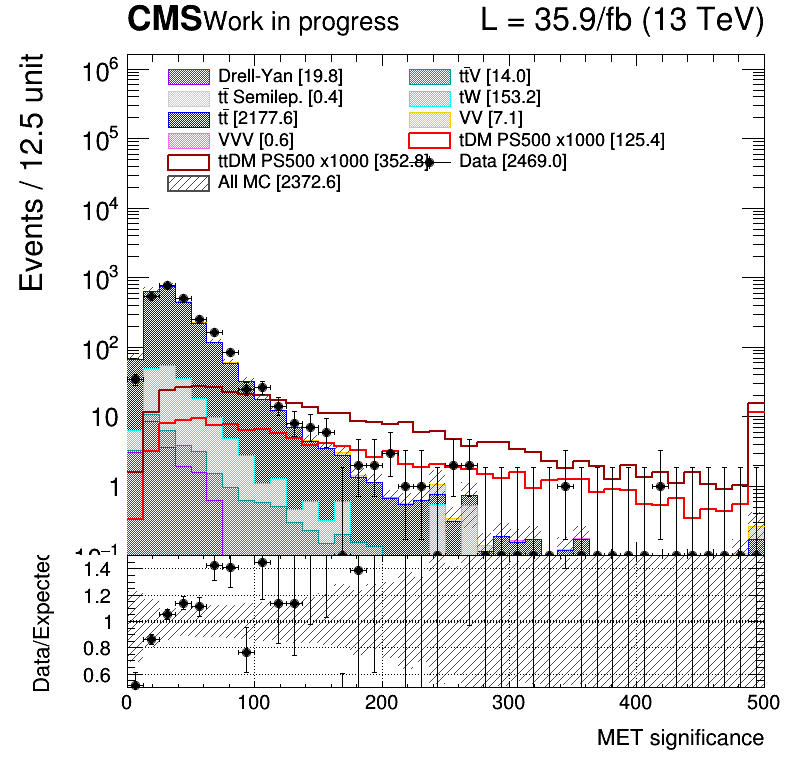 CMS Work in progress L = 35.9/fb (13 TeV)
Drell-Yan [19.8] tt̄V [14.0]
tt̄ Semilep. [0.4] tW [153.2]
tt̄ [2177.6] VV [7.1]
VVV [0.6] tDM PS500 x1000 [125.4]
ttDM PS500 x1000 [352.8] Data [2469.0]
All MC [2372.6]
Events / 12.5 unit
10⁶
10⁵
10⁴
10³
10²
10
1
10⁻¹
Data/Expected
1.4
1.2
1
0.8
0.6
0 100 200 300 400 500
MET significance